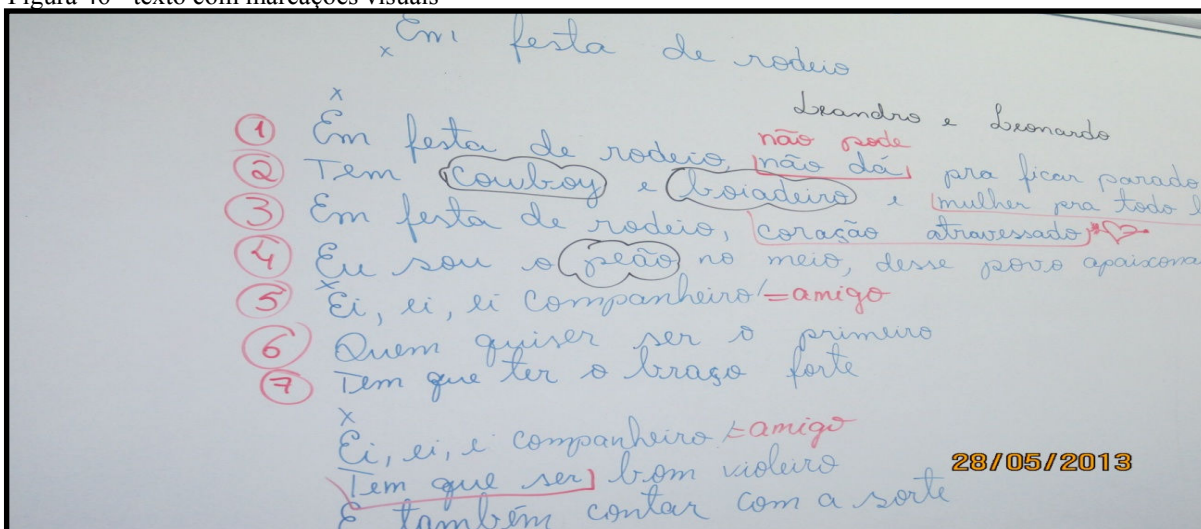 Figura 40 - texto com marcações visuais
x Em festa de rodeio
Leandro e Leonardo
x
não pode
1 Em festa de rodeio, não dá pra ficar parado
2 Tem cowboy e boiadeiro e mulher pra todo
3 Em festa de rodeio, coração atravessado
4 Eu sou o peão no meio, desse povo
5 x Ei, ei, ei companheiro! =amigo
6 Quem quiser ser o primeiro
7 Tem que ter o braço forte
x
Ei, ei, e companheiro =amigo
Tem que ser bom violeiro
E também contar com a sorte
28/05/2013